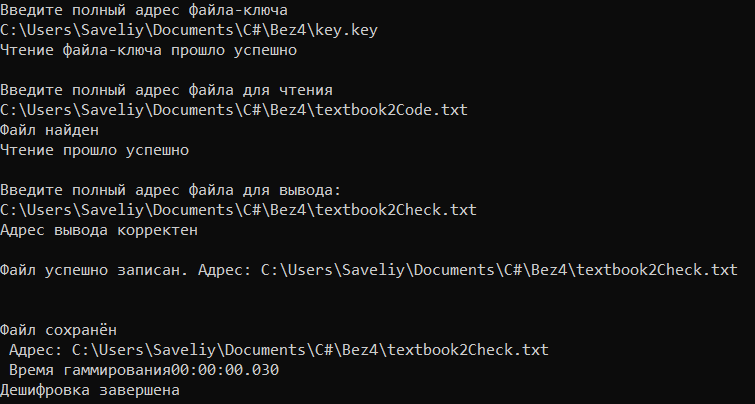 Введите полный адрес файла-ключа
C:\Users\Saveliy\Documents\C#\Bez4\key.key
Чтение файла-ключа прошло успешно
Введите полный адрес файла для чтения
C:\Users\Saveliy\Documents\C#\Bez4\textbook2Code.txt
Файл найден
Чтение прошло успешно
Введите полный адрес файла для вывода:
C:\Users\Saveliy\Documents\C#\Bez4\textbook2Check.txt
Адрес вывода корректен
Файл успешно записан. Адрес: C:\Users\Saveliy\Documents\C#\Bez4\textbook2Check.txt
Файл сохранён
Адрес: C:\Users\Saveliy\Documents\C#\Bez4\textbook2Check.txt
Время гаммирования00:00:00.030
Дешифровка завершена